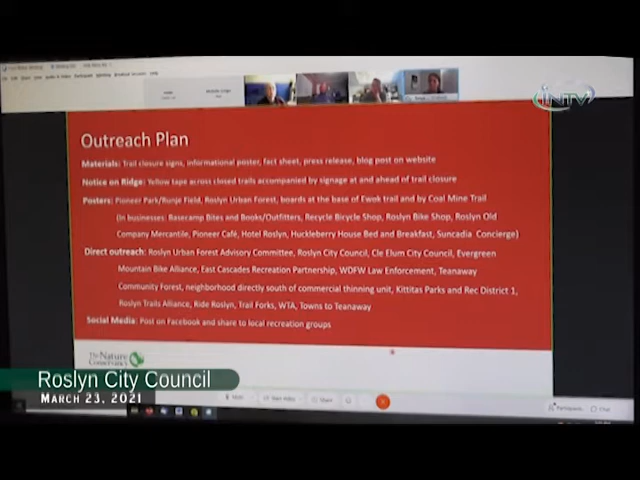 INTV
Outreach Plan
Materials: Trail closure signs, informational poster, fact sheet, press release, blog post on website
Notice on Ridge: Yellow tape across closed trails accompanied by signage at and ahead of trail closure
Posters: Pioneer Park/Runje Field, Roslyn Urban Forest, boards at the base of Ewok trail and by Coal Mine Trail
(in businesses: Basecamp Bites and Books/Outfitters, Recycle Bicycle Shop, Roslyn Bike Shop, Roslyn Old
Company Mercantile, Pioneer Café, Hotel Roslyn, Huckleberry House Bed and Breakfast, Suncadia Concierge)
Direct outreach: Roslyn Urban Forest Advisory Committee, Roslyn City Council, Cle Elum City Council, Evergreen
Mountain Bike Alliance, East Cascades Recreation Partnership, WDFW Law Enforcement, Teanaway
Community Forest, neighborhood directly south of commercial thinning unit, Kittitas Parks and Rec District 1,
Roslyn Trails Alliance, Ride Roslyn, Trail Forks, WTA, Towns to Teanaway
Social Media: Post on Facebook and share to local recreation groups
The Nature
Conservancy
Roslyn City Council
MARCH 23, 2021
Share
Participants
Chat